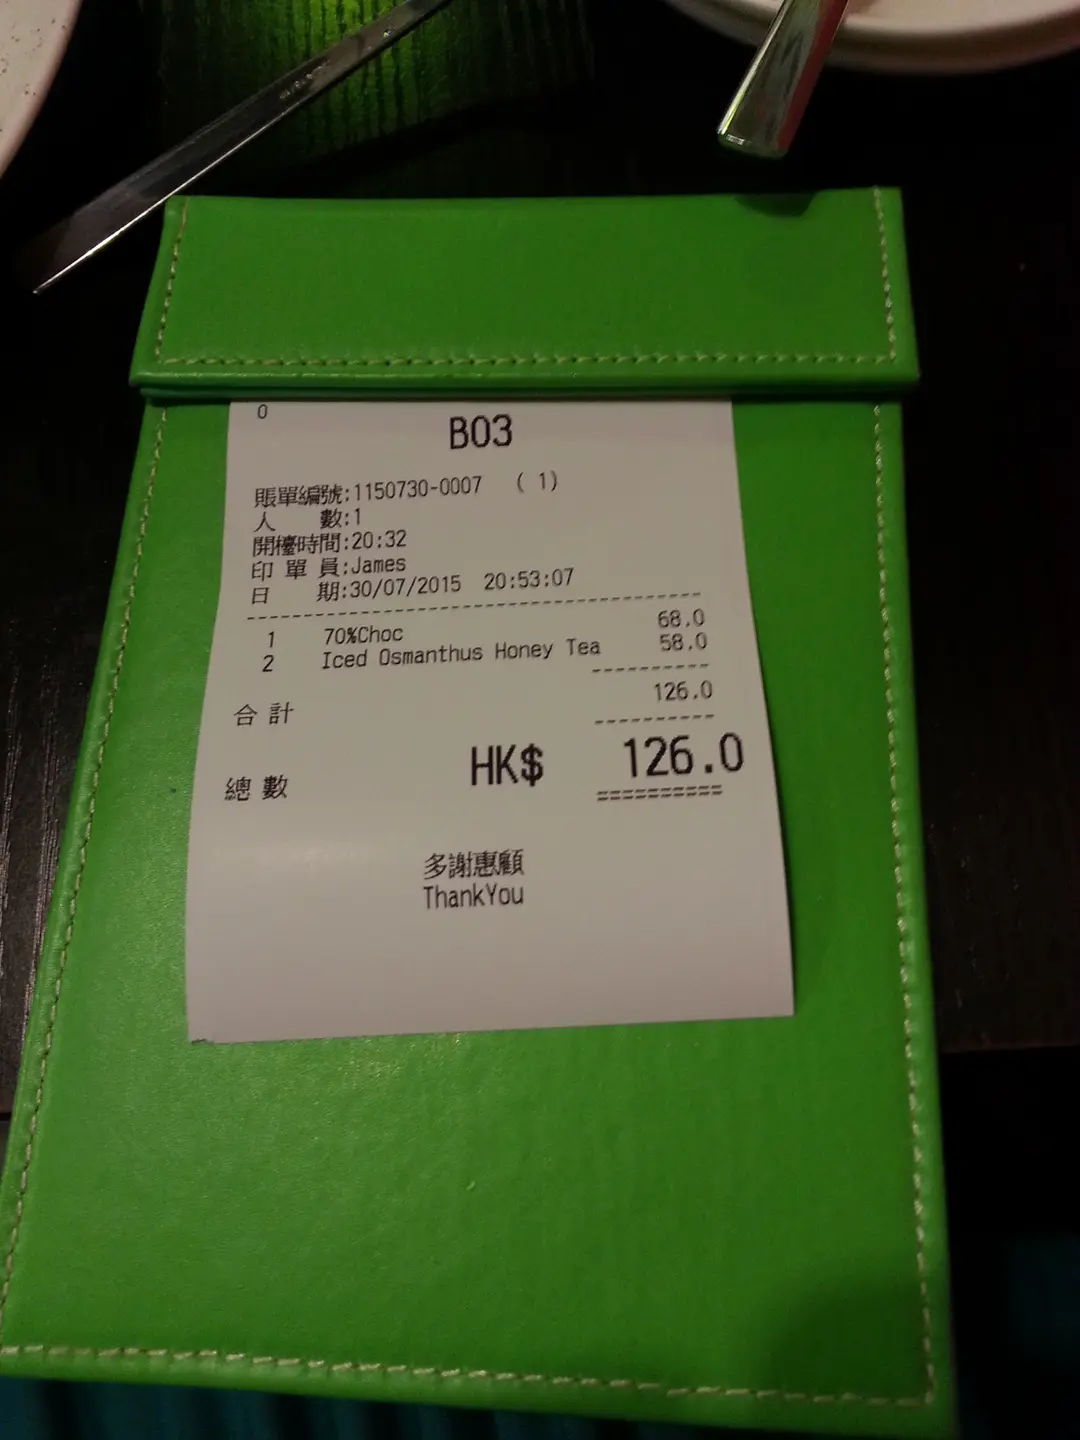 0
B03
賬單編號:1150730-0007 ( 1)
人 數:1
開檯時間:20:32
印 單 員:James
日 期:30/07/2015 20:53:07
1 70%Choc 68.0
2 Iced Osmanthus Honey Tea 58.0
合 計 126.0
總 數 HK$ 126.0
多謝惠顧
ThankYou